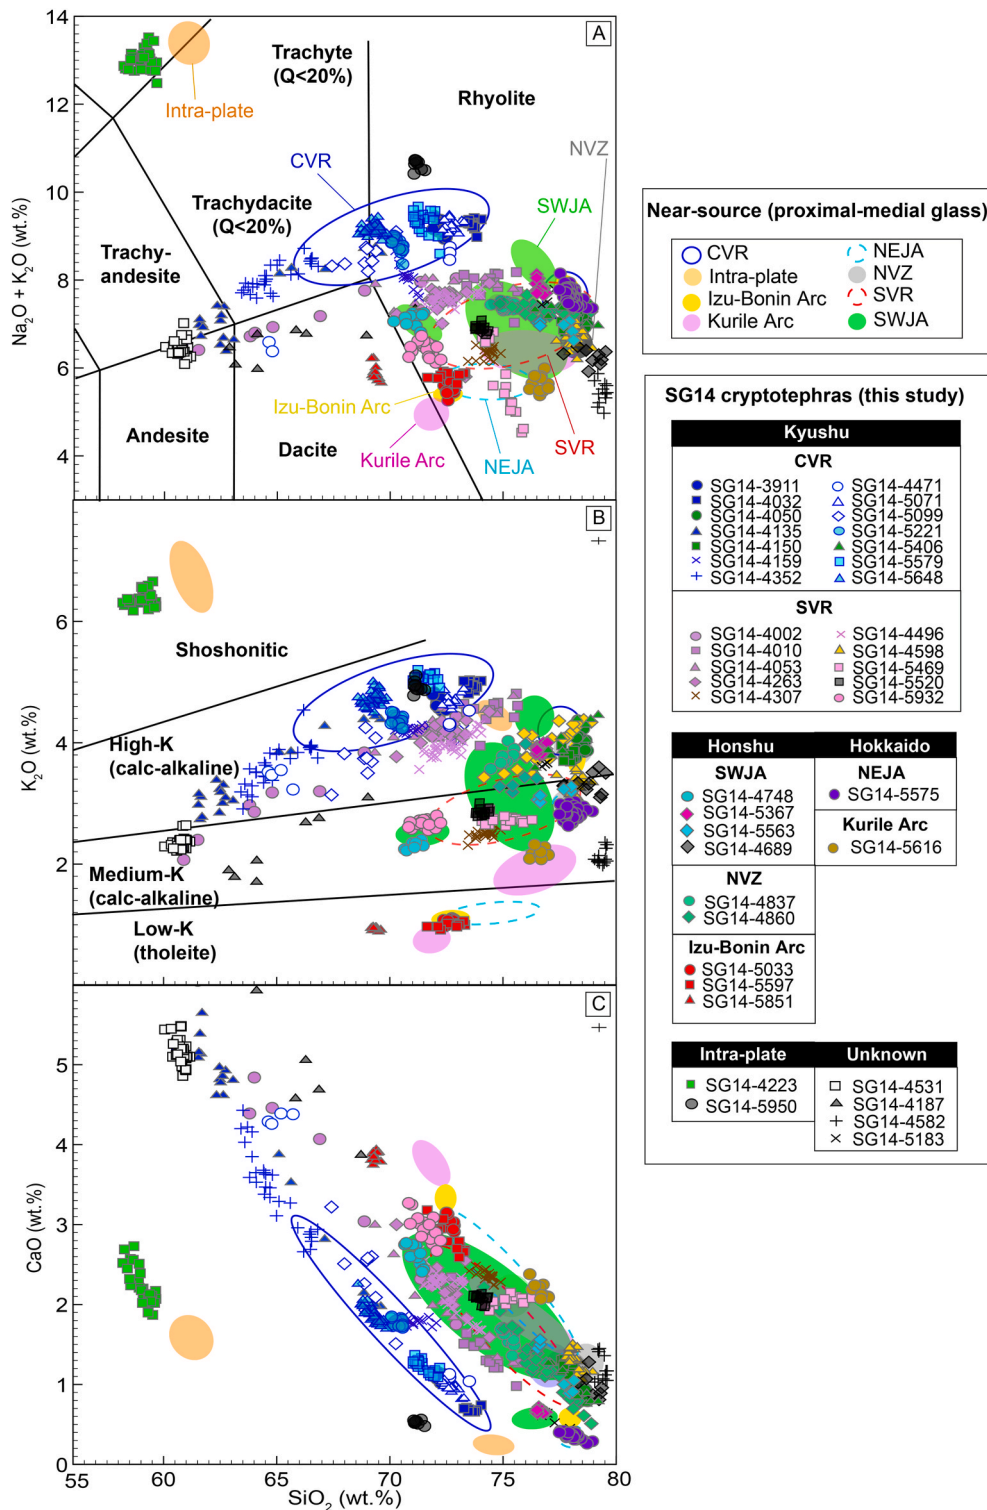 14
12
10
8
6
4
Na₂O + K₂O (wt.%)
A
Trachyte
(Q<20%)
Rhyolite
Intra-plate
CVR
NVZ
Trachydacite
(Q<20%)
SWJA
Trachy-
andesite
Izu-Bonin Arc
Andesite
Dacite
Kurile Arc
NEJA
SVR
B
6
4
2
K₂O (wt.%)
Shoshonitic
High-K
(calc-alkaline)
Medium-K
(calc-alkaline)
Low-K
(tholeite)
C
5
4
3
2
1
0
CaO (wt.%)
55
60
65
70
75
80
SiO₂ (wt.%)
Near-source (proximal-medial glass)
CVR
Intra-plate
Izu-Bonin Arc
Kurile Arc
NEJA
NVZ
SVR
SWJA
SG14 cryptotephras (this study)
Kyushu
CVR
SG14-3911
SG14-4032
SG14-4050
SG14-4135
SG14-4150
SG14-4159
SG14-4352
SG14-4471
SG14-5071
SG14-5099
SG14-5221
SG14-5406
SG14-5579
SG14-5648
SVR
SG14-4002
SG14-4010
SG14-4053
SG14-4263
SG14-4307
SG14-4496
SG14-4598
SG14-5469
SG14-5520
SG14-5932
Honshu
SWJA
SG14-4748
SG14-5367
SG14-5563
SG14-4689
NVZ
SG14-4837
SG14-4860
Izu-Bonin Arc
SG14-5033
SG14-5597
SG14-5851
Hokkaido
NEJA
SG14-5575
Kurile Arc
SG14-5616
Intra-plate
SG14-4223
SG14-5950
Unknown
SG14-4531
SG14-4187
SG14-4582
SG14-5183